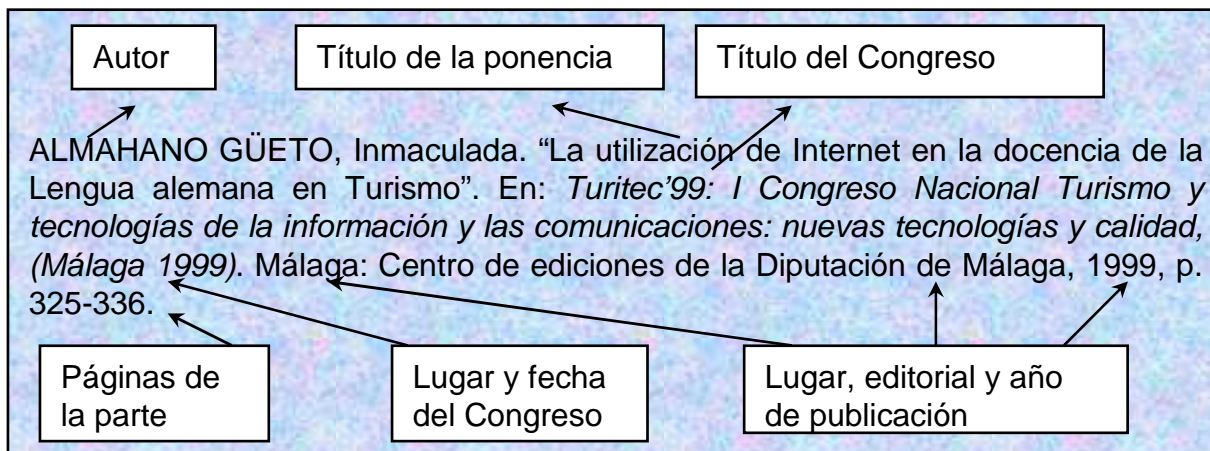 Autor
Título de la ponencia
Título del Congreso
ALMAHANO GÜETO, Inmaculada. “La utilización de Internet en la docencia de la
Lengua alemana en Turismo”. En: Turitec’99: I Congreso Nacional Turismo y
tecnologías de la información y las comunicaciones: nuevas tecnologías y calidad,
(Málaga 1999). Málaga: Centro de ediciones de la Diputación de Málaga, 1999, p.
325-336.
Páginas de
la parte
Lugar y fecha
del Congreso
Lugar, editorial y año
de publicación